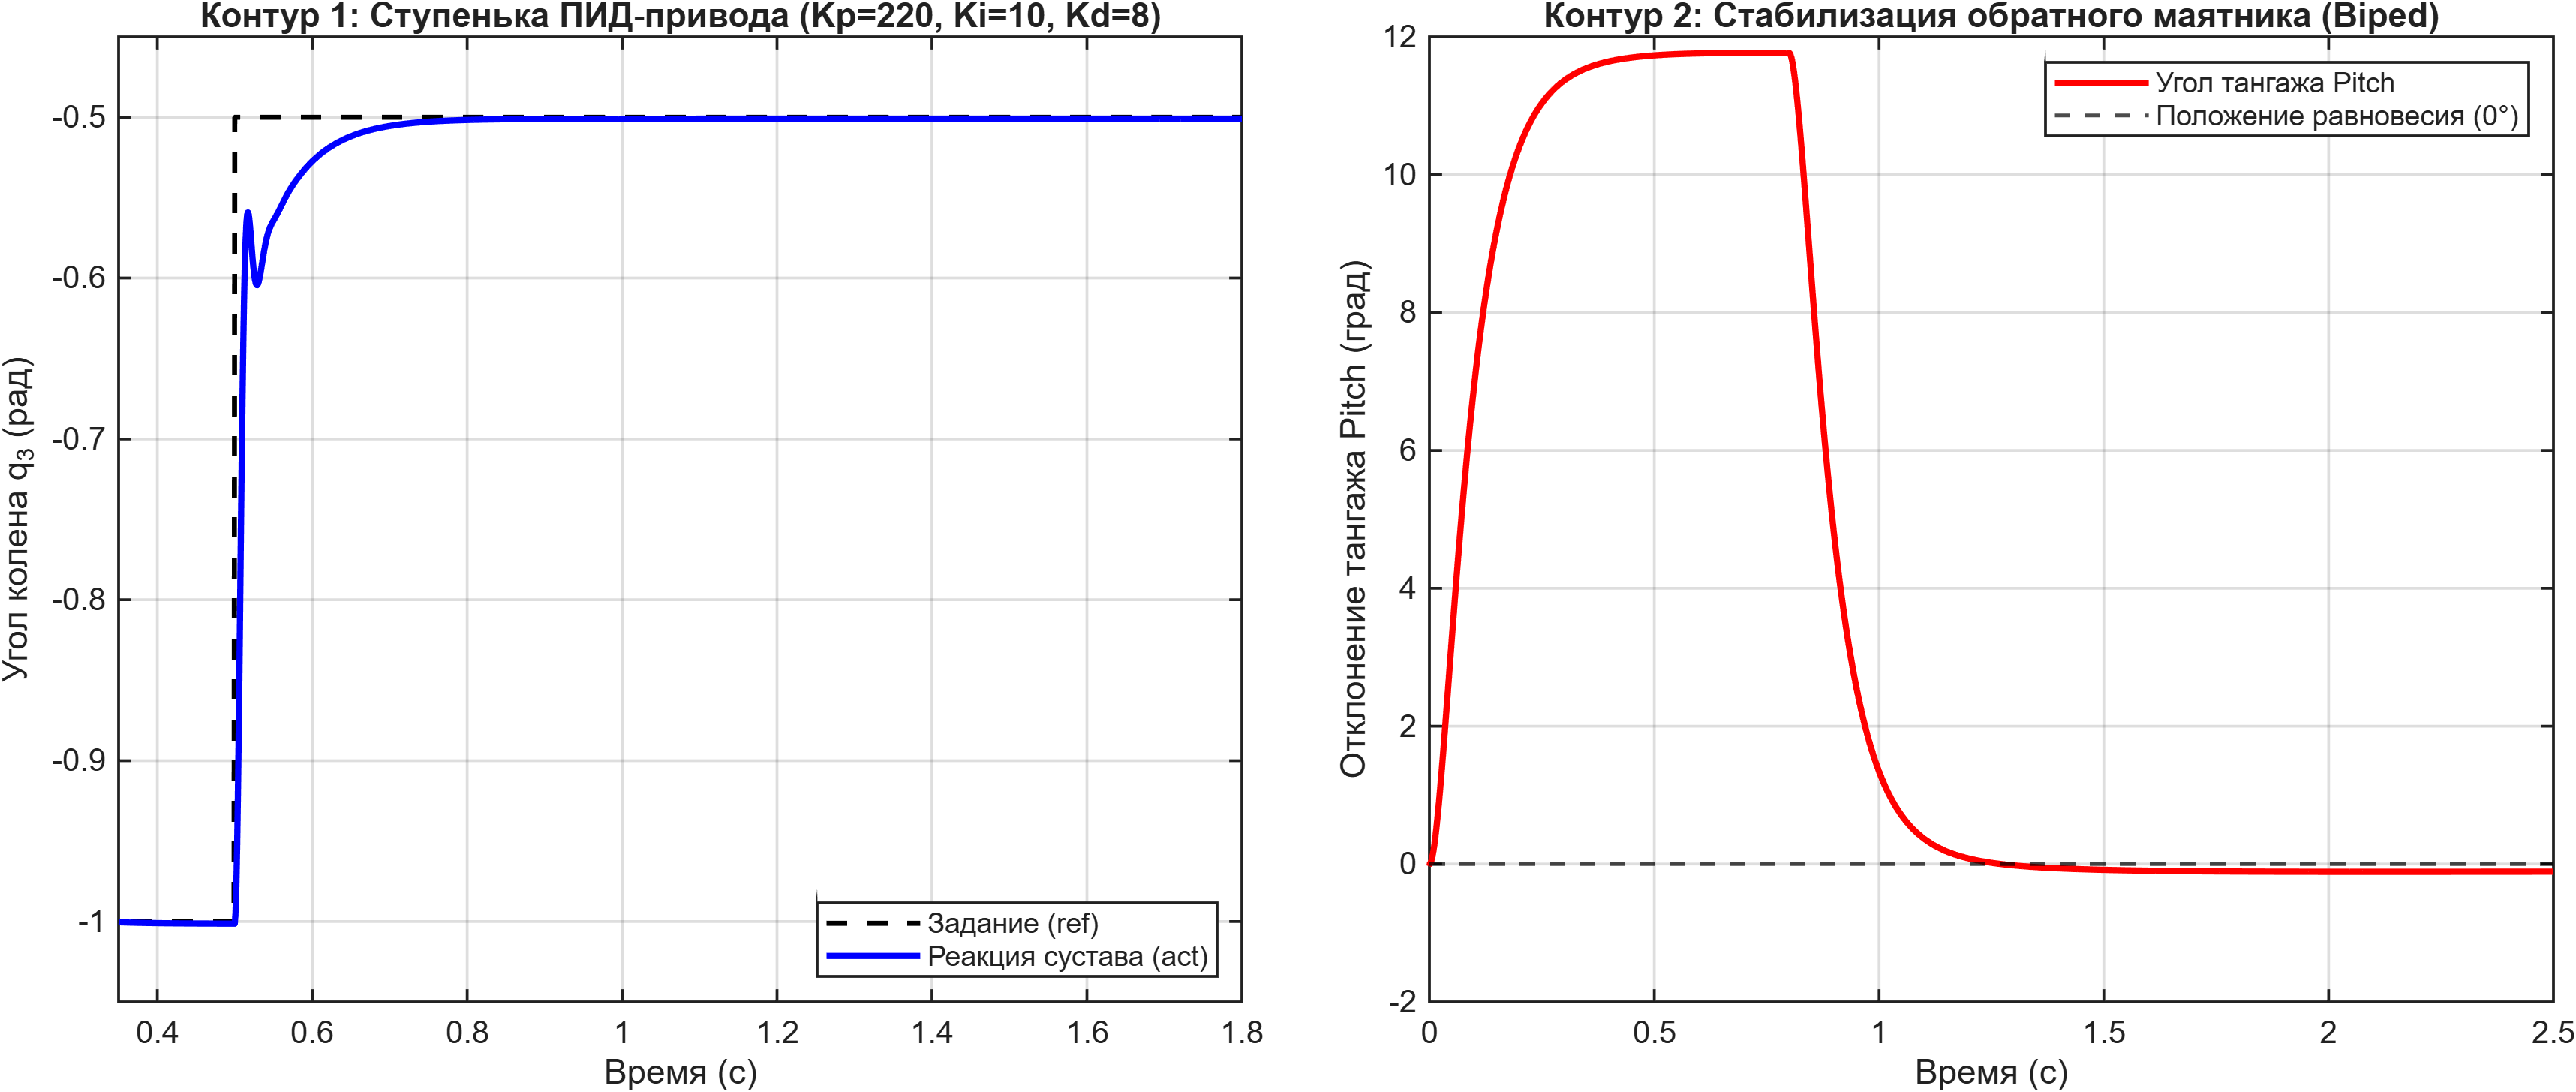 Контур 1: Ступенька ПИД-привода (Kp=220, Ki=10, Kd=8)
Угол колена q₃ (рад)
-0.5
-0.6
-0.7
-0.8
-0.9
-1
Задание (ref)
Реакция сустава (act)
0.4 0.6 0.8 1 1.2 1.4 1.6 1.8
Время (с)
Контур 2: Стабилизация обратного маятника (Biped)
Отклонение тангажа Pitch (град)
12
10
8
6
4
2
0
-2
Угол тангажа Pitch
Положение равновесия (0°)
0 0.5 1 1.5 2 2.5
Время (с)